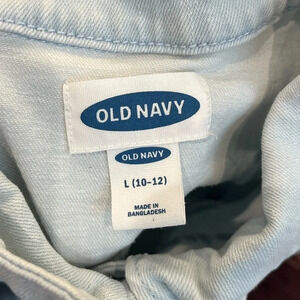 OLD NAVY
OLD NAVY
L (10-12)
MADE IN
BANGLADESH